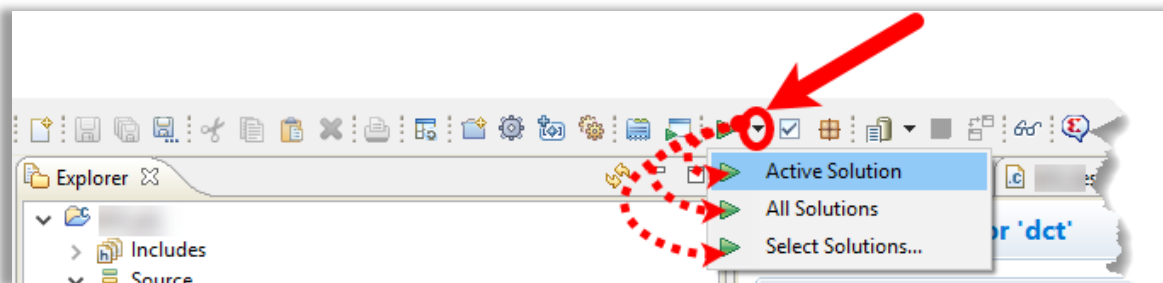 Explorer
Includes
Source
Active Solution
All Solutions
Select Solutions...
.c
or 'dct'